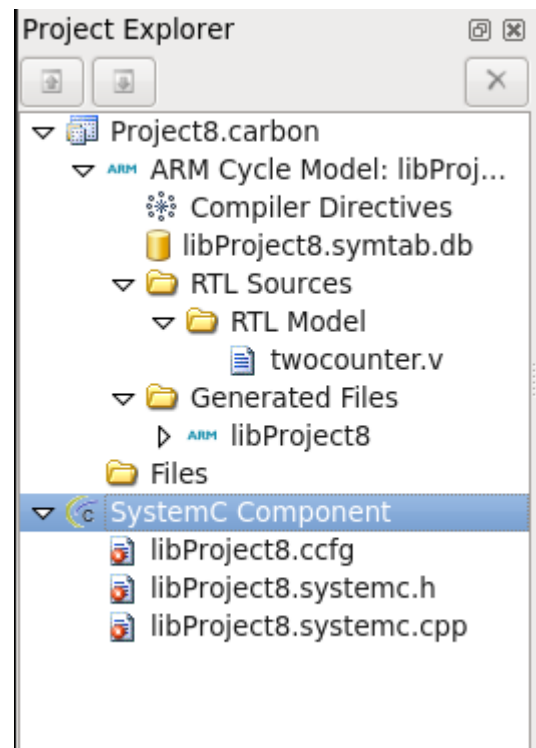 Project Explorer
Project8.carbon
ARM ARM Cycle Model: libProj...
Compiler Directives
libProject8.symtab.db
RTL Sources
RTL Model
twocounter.v
Generated Files
ARM libProject8
Files
C SystemC Component
libProject8.ccfg
libProject8.systemc.h
libProject8.systemc.cpp